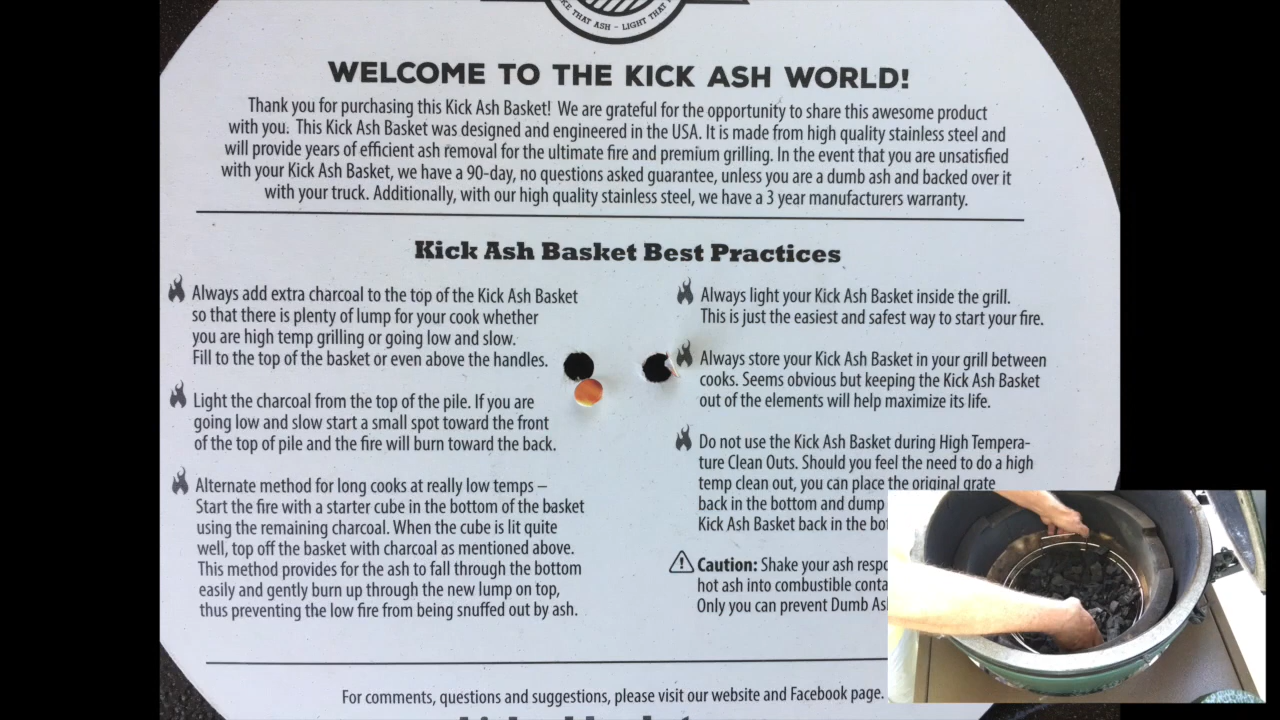 KE THAT ASH – LIGHT THAT
WELCOME TO THE KICK ASH WORLD!
Thank you for purchasing this Kick Ash Basket! We are grateful for the opportunity to share this awesome product
with you. This Kick Ash Basket was designed and engineered in the USA. It is made from high quality stainless steel and
will provide years of efficient ash removal for the ultimate fire and premium grilling. In the event that you are unsatisfied
with your Kick Ash Basket, we have a 90-day, no questions asked guarantee, unless you are a dumb ash and backed over it
with your truck. Additionally, with our high quality stainless steel, we have a 3 year manufacturers warranty.
Kick Ash Basket Best Practices
Always add extra charcoal to the top of the Kick Ash Basket
so that there is plenty of lump for your cook whether
you are high temp grilling or going low and slow.
Fill to the top of the basket or even above the handles.
Light the charcoal from the top of the pile. If you are
going low and slow start a small spot toward the front
of the top of pile and the fire will burn toward the back.
Alternate method for long cooks at really low temps –
Start the fire with a starter cube in the bottom of the basket
using the remaining charcoal. When the cube is lit quite
well, top off the basket with charcoal as mentioned above.
This method provides for the ash to fall through the bottom
easily and gently burn up through the new lump on top,
thus preventing the low fire from being snuffed out by ash.
Always light your Kick Ash Basket inside the grill.
This is just the easiest and safest way to start your fire.
Always store your Kick Ash Basket in your grill between
cooks. Seems obvious but keeping the Kick Ash Basket
out of the elements will help maximize its life.
Do not use the Kick Ash Basket during High Tempera-
ture Clean Outs. Should you feel the need to do a high
temp clean out, you can place the original grate
back in the bottom and dump
Kick Ash Basket back in the bot
Caution: Shake your ash respo
hot ash into combustible conta
Only you can prevent Dumb As
For comments, questions and suggestions, please visit our website and Facebook page.